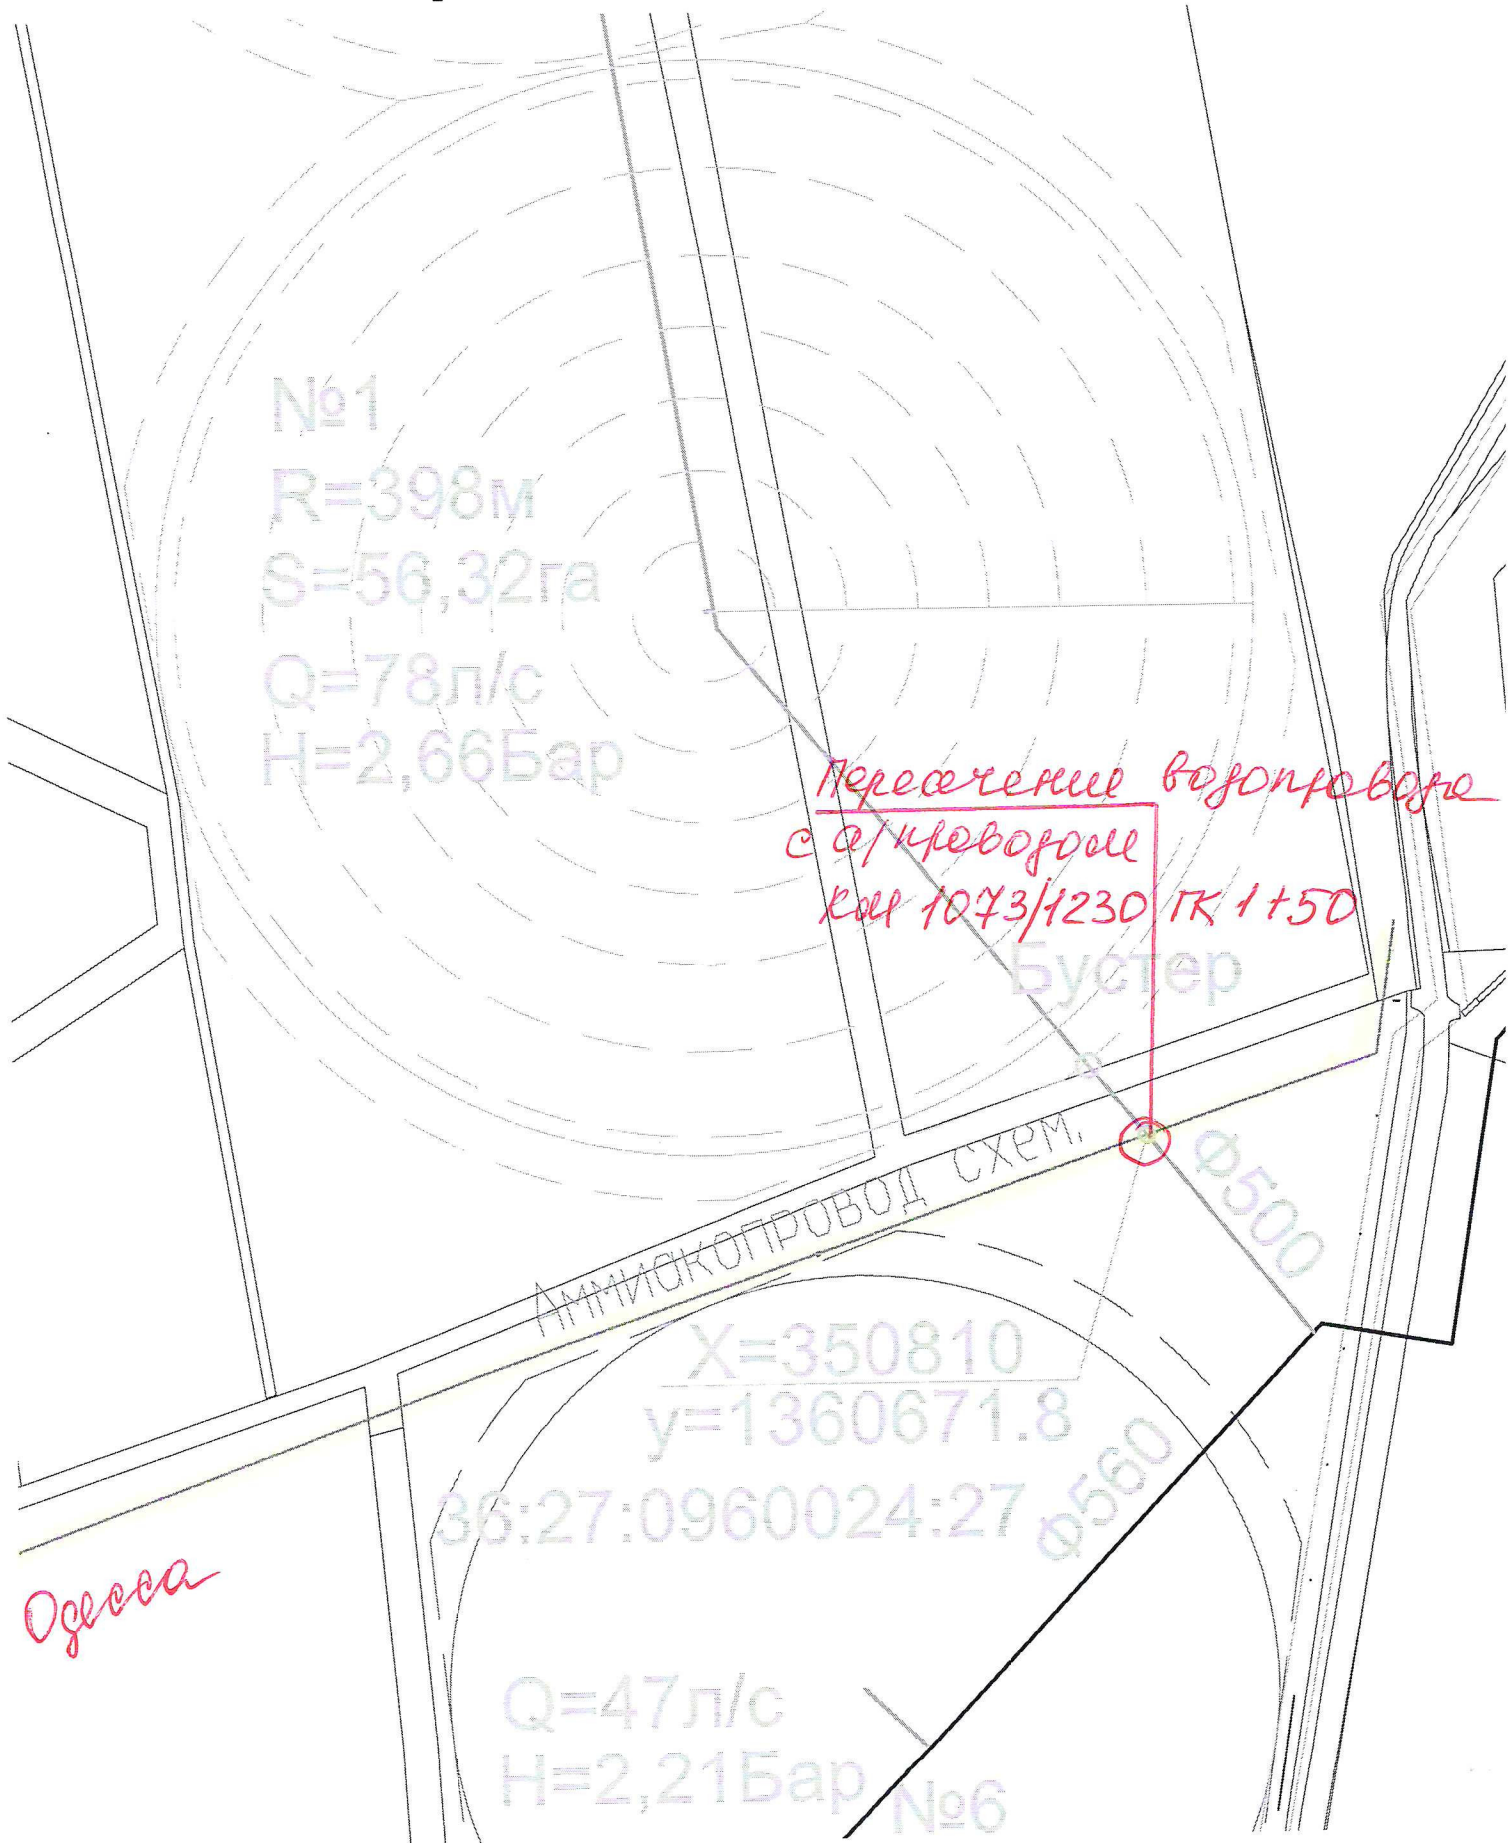 №1
R=398м
S=56,32га
Q=78л/с
H=2,66Бар
Пересечение водопровода
с а/проводом
км 1073/1230 ПК 1+50
Бустер
Аммиакопровод схем.
Ф500
X=350810
y=1360671.8
36:27:0960024:27
Ф560
Одесса
Q=47л/с
H=2,21Бар
№6